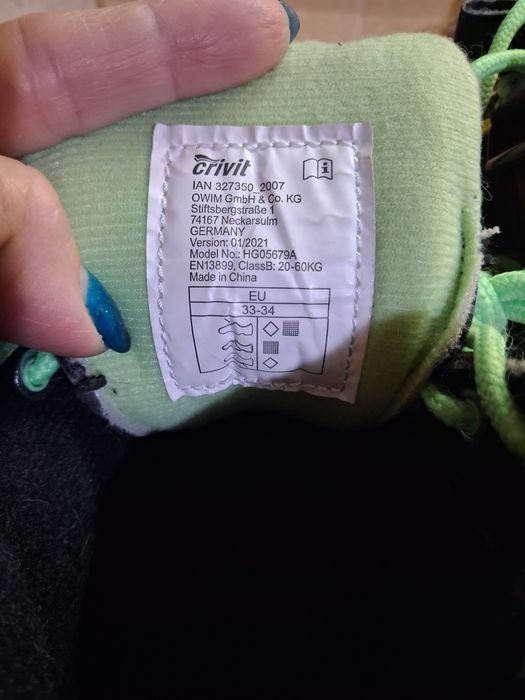 crivit
IAN 327350_2007
OWIM GmbH & Co. KG
Stiftsbergstraße 1
74167 Neckarsulm
GERMANY
Version: 01/2021
Model No.: HG05679A
EN13899, ClassB: 20-60KG
Made in China
EU
33-34